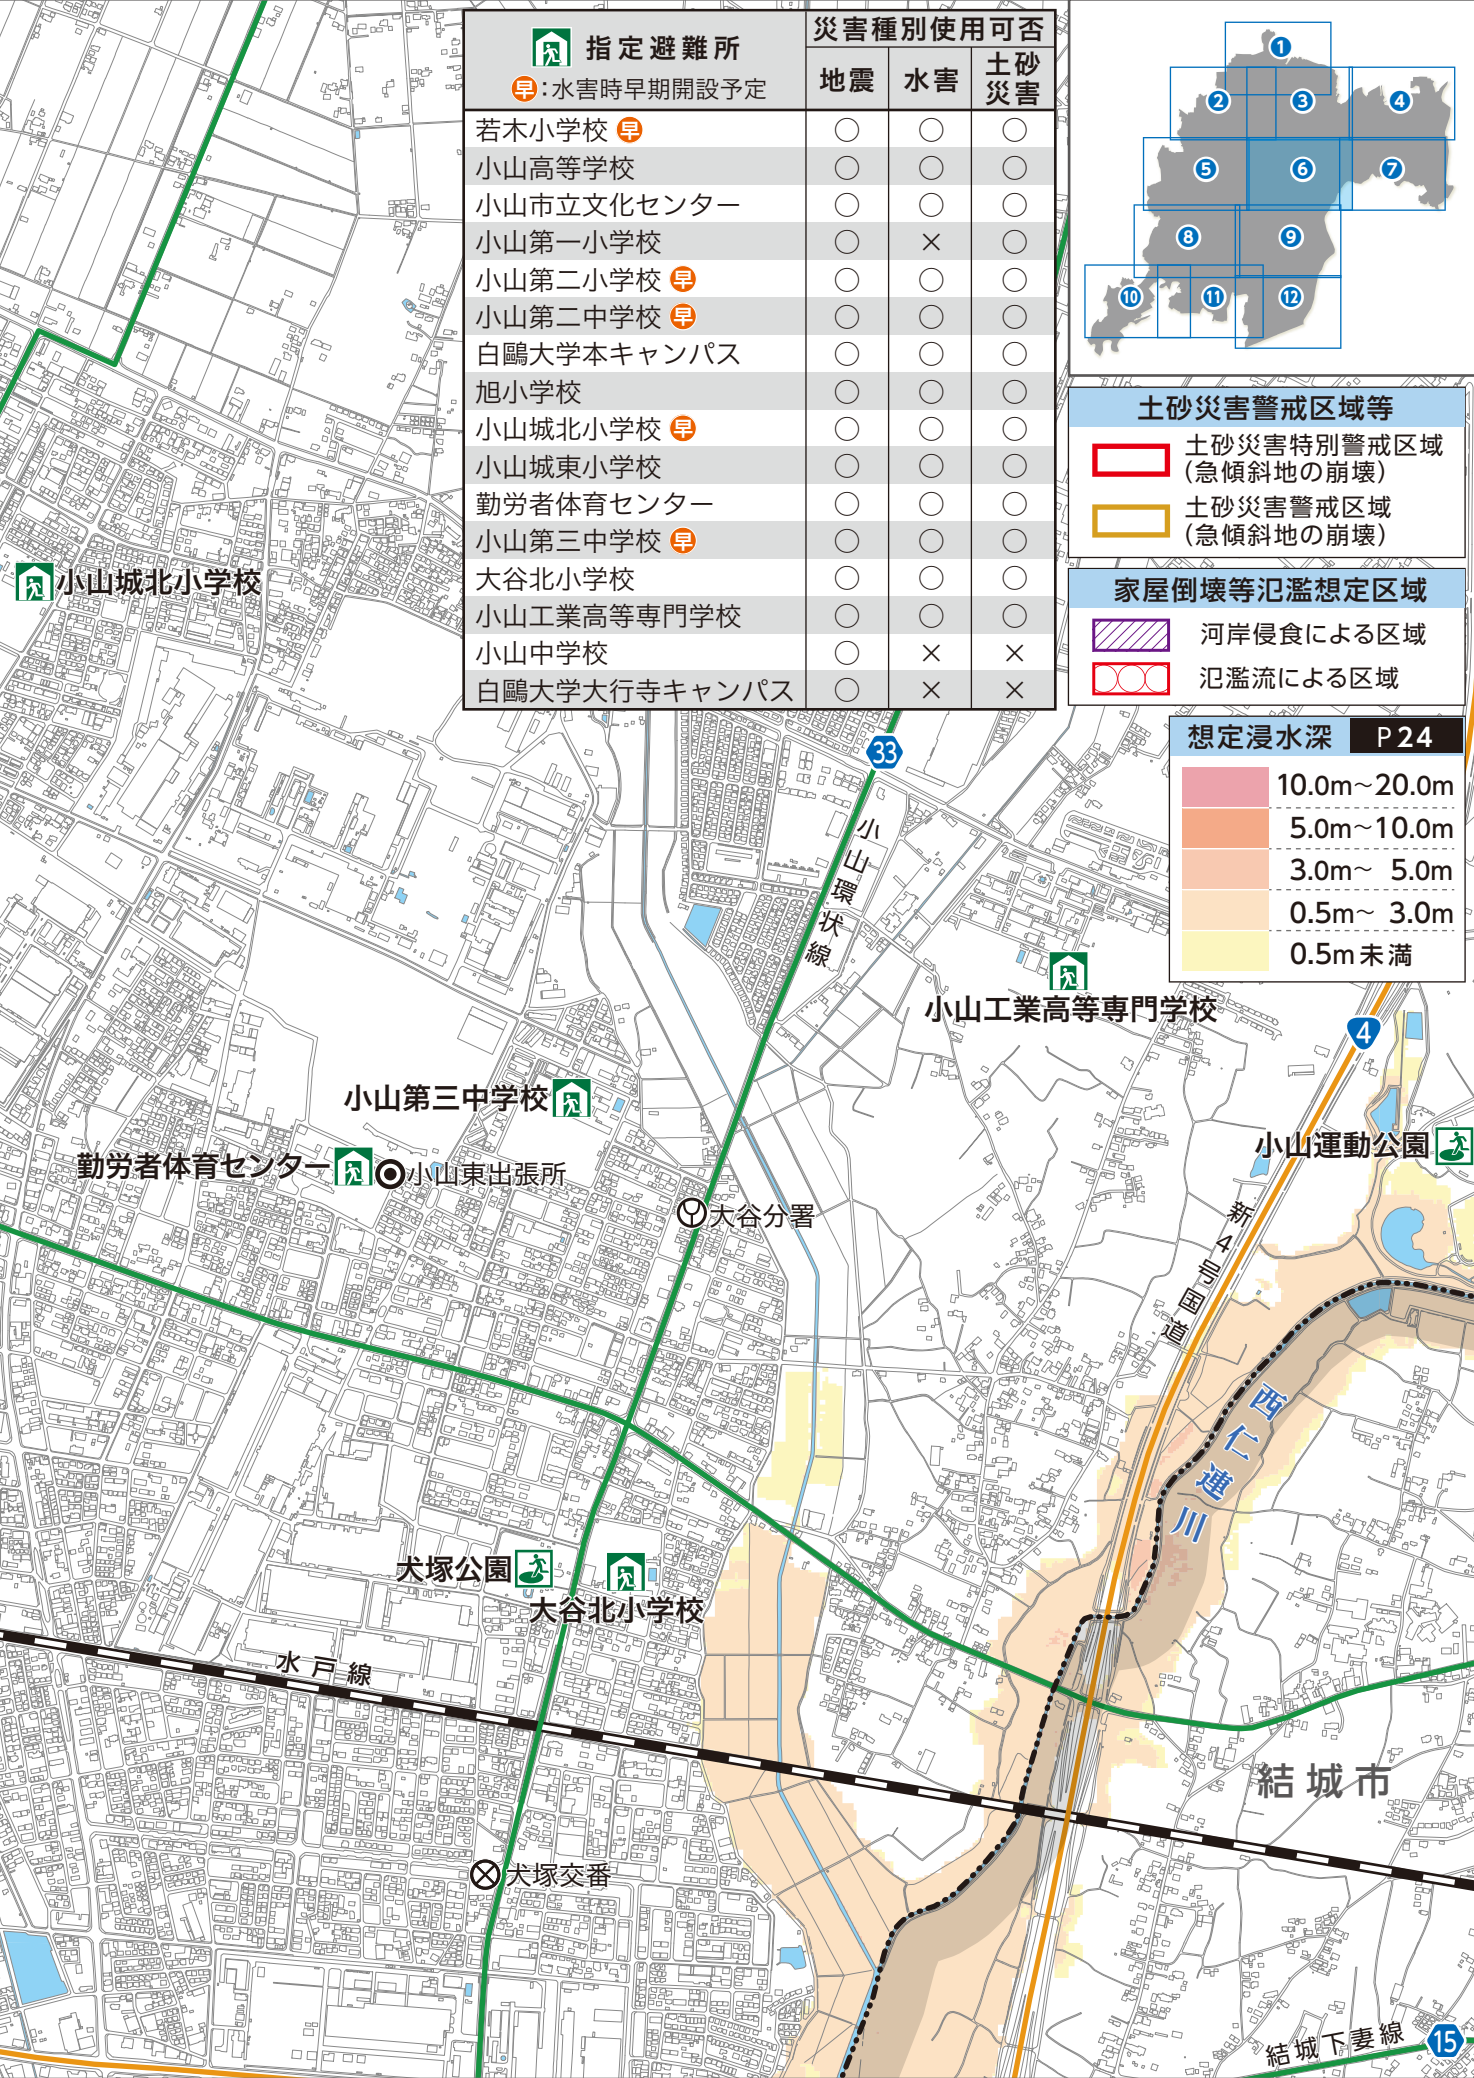 指定避難所
早:水害時早期開設予定
災害種別使用可否
地震 水害 土砂災害
若木小学校 早 ○ ○ ○
小山高等学校 ○ ○ ○
小山市立文化センター ○ ○ ○
小山第一小学校 ○ × ○
小山第二小学校 早 ○ ○ ○
小山第二中学校 早 ○ ○ ○
白鷗大学本キャンパス ○ ○ ○
旭小学校 ○ ○ ○
小山城北小学校 早 ○ ○ ○
小山城東小学校 ○ ○ ○
勤労者体育センター ○ ○ ○
小山第三中学校 早 ○ ○ ○
大谷北小学校 ○ ○ ○
小山工業高等専門学校 ○ ○ ○
小山中学校 ○ × ×
白鷗大学大行寺キャンパス ○ × ×
1
2
3
4
5
6
7
8
9
10
11
12
土砂災害警戒区域等
土砂災害特別警戒区域
(急傾斜地の崩壊)
土砂災害警戒区域
(急傾斜地の崩壊)
家屋倒壊等氾濫想定区域
河岸侵食による区域
氾濫流による区域
想定浸水深 P24
10.0m~20.0m
5.0m~10.0m
3.0m~ 5.0m
0.5m~ 3.0m
0.5m未満
小山城北小学校
33
小山環状線
小山工業高等専門学校
4
小山第三中学校
小山運動公園
勤労者体育センター
小山東出張所
大谷分署
新4号国道
西仁連川
犬塚公園
大谷北小学校
水戸線
結城市
犬塚交番
結城下妻線
15